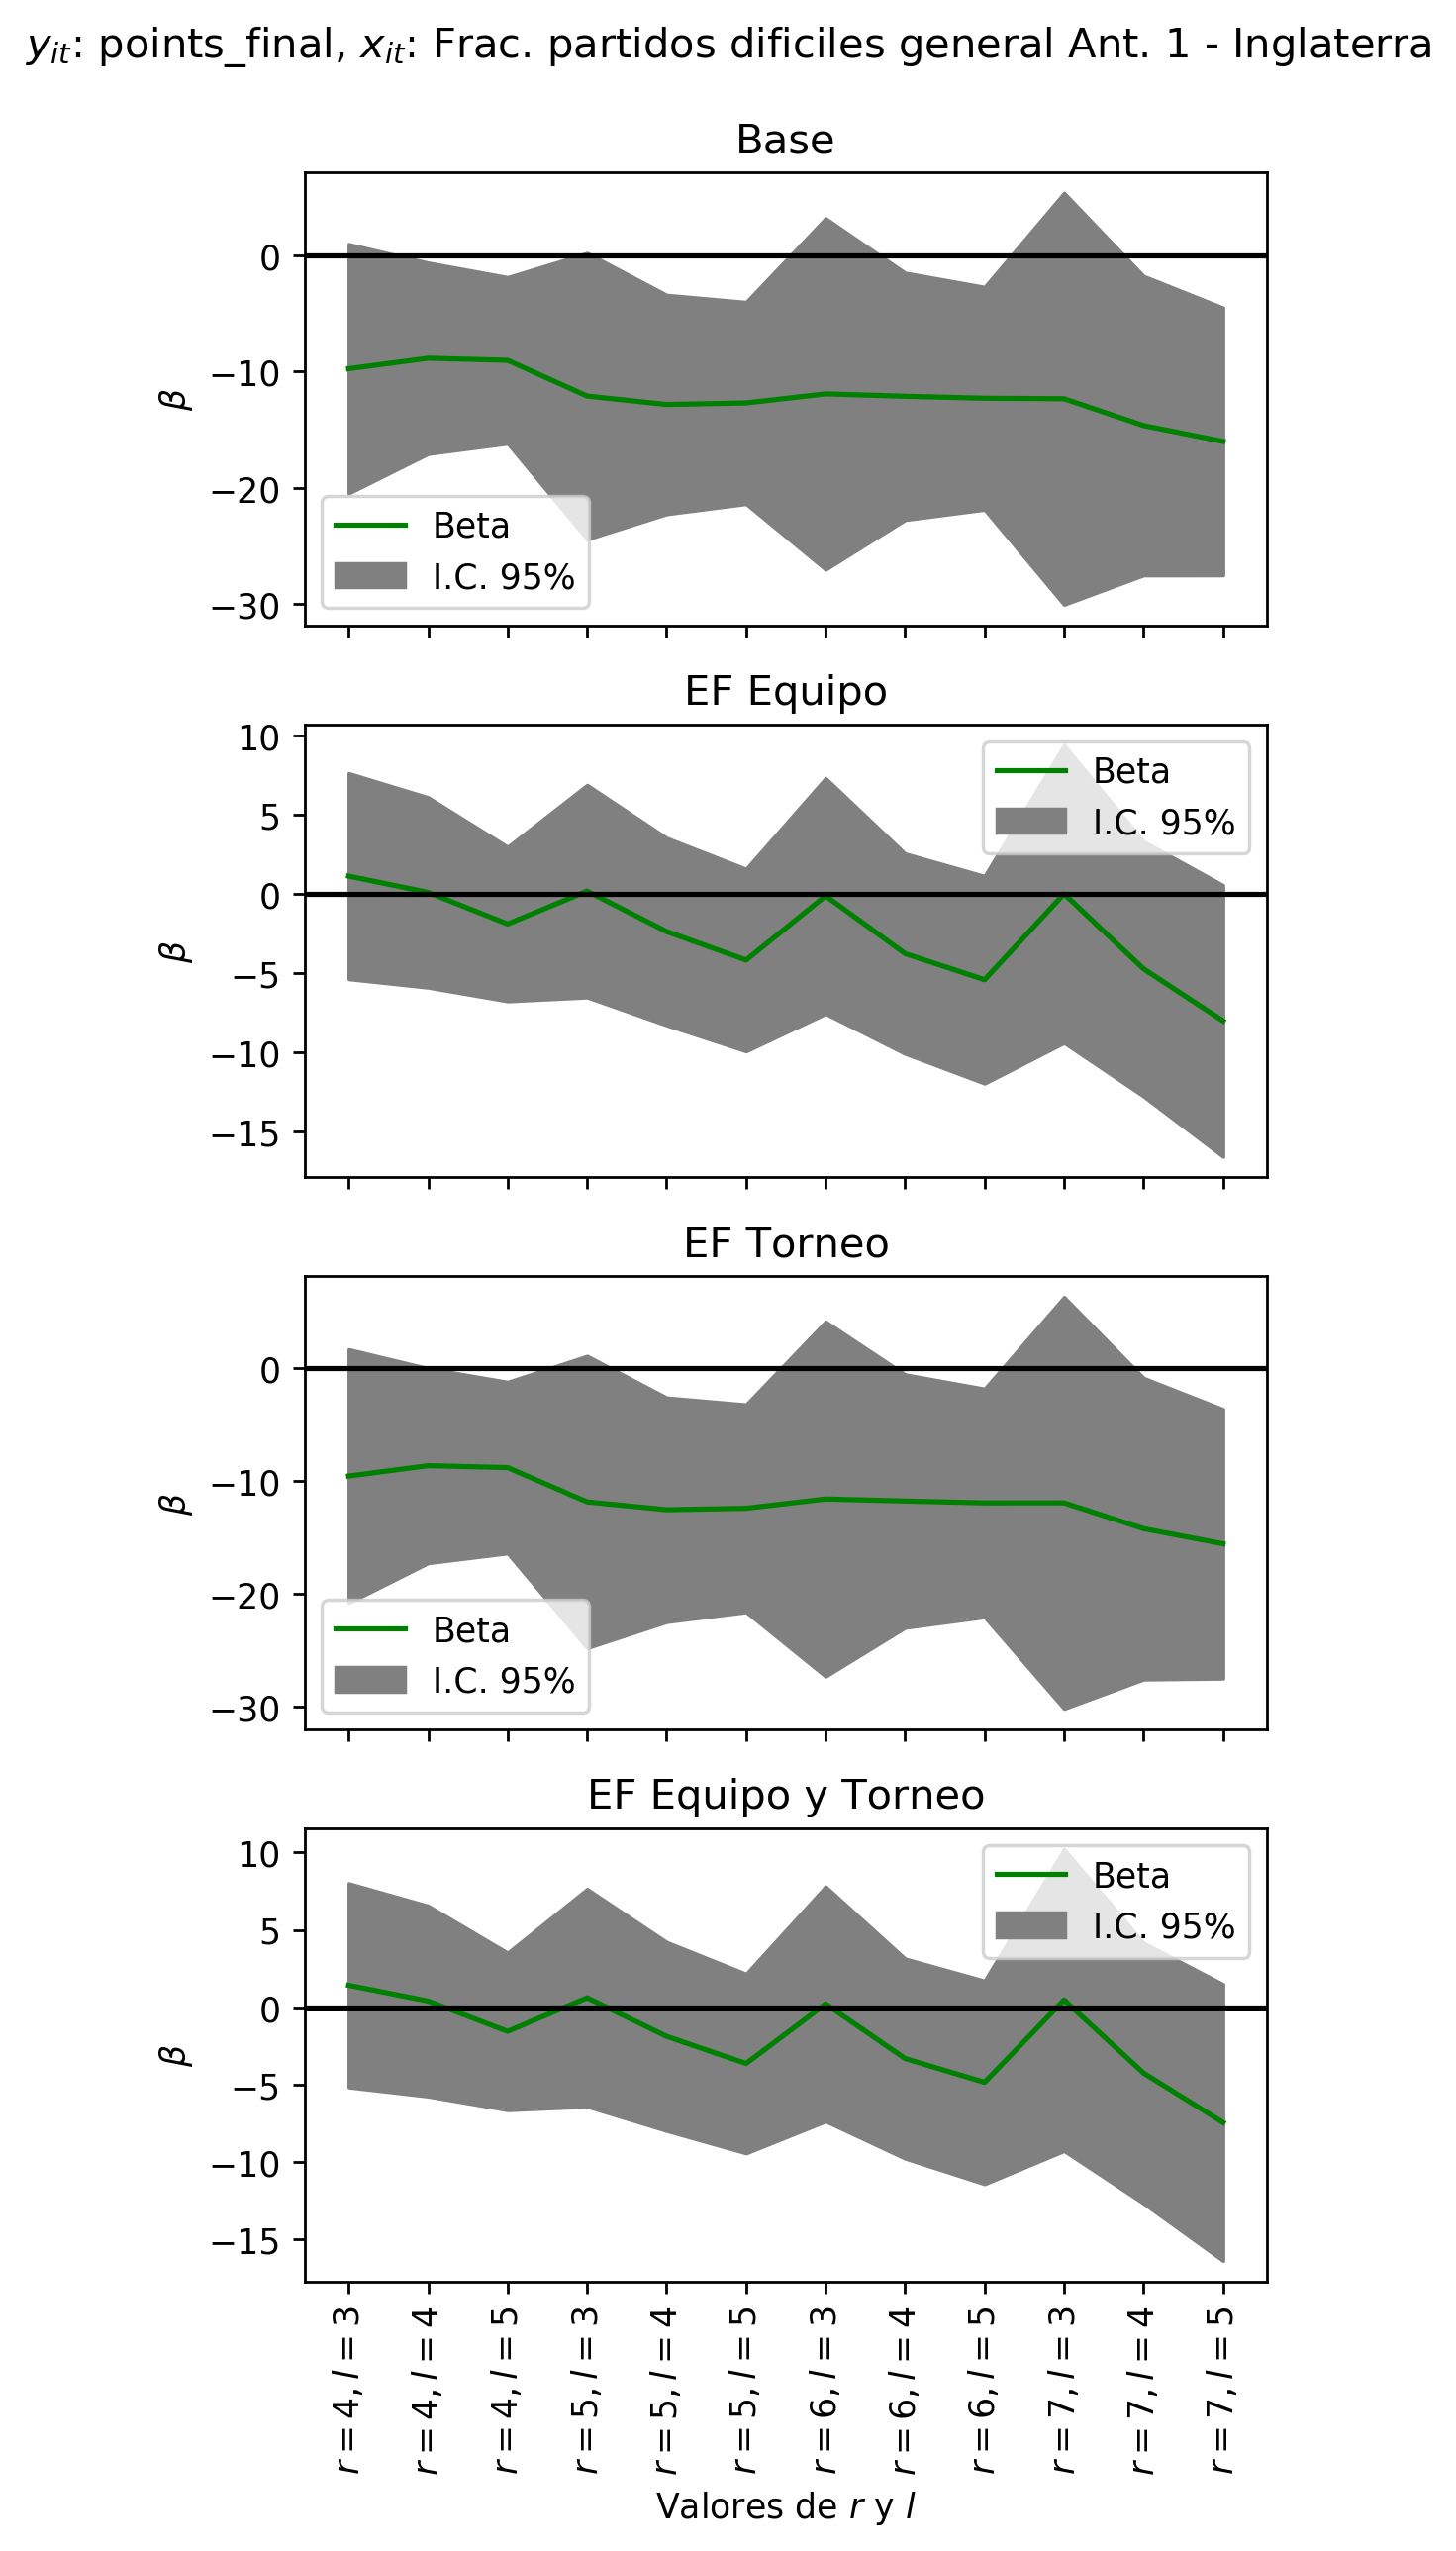 y_it: points_final, x_it: Frac. partidos dificiles general Ant. 1 - Inglaterra
Base
0
−10
−20
−30
β
Beta
I.C. 95%
EF Equipo
10
5
0
−5
−10
−15
β
Beta
I.C. 95%
EF Torneo
0
−10
−20
−30
β
Beta
I.C. 95%
EF Equipo y Torneo
10
5
0
−5
−10
−15
β
Beta
I.C. 95%
r = 4, l = 3
r = 4, l = 4
r = 4, l = 5
r = 5, l = 3
r = 5, l = 4
r = 5, l = 5
r = 6, l = 3
r = 6, l = 4
r = 6, l = 5
r = 7, l = 3
r = 7, l = 4
r = 7, l = 5
Valores de r y l